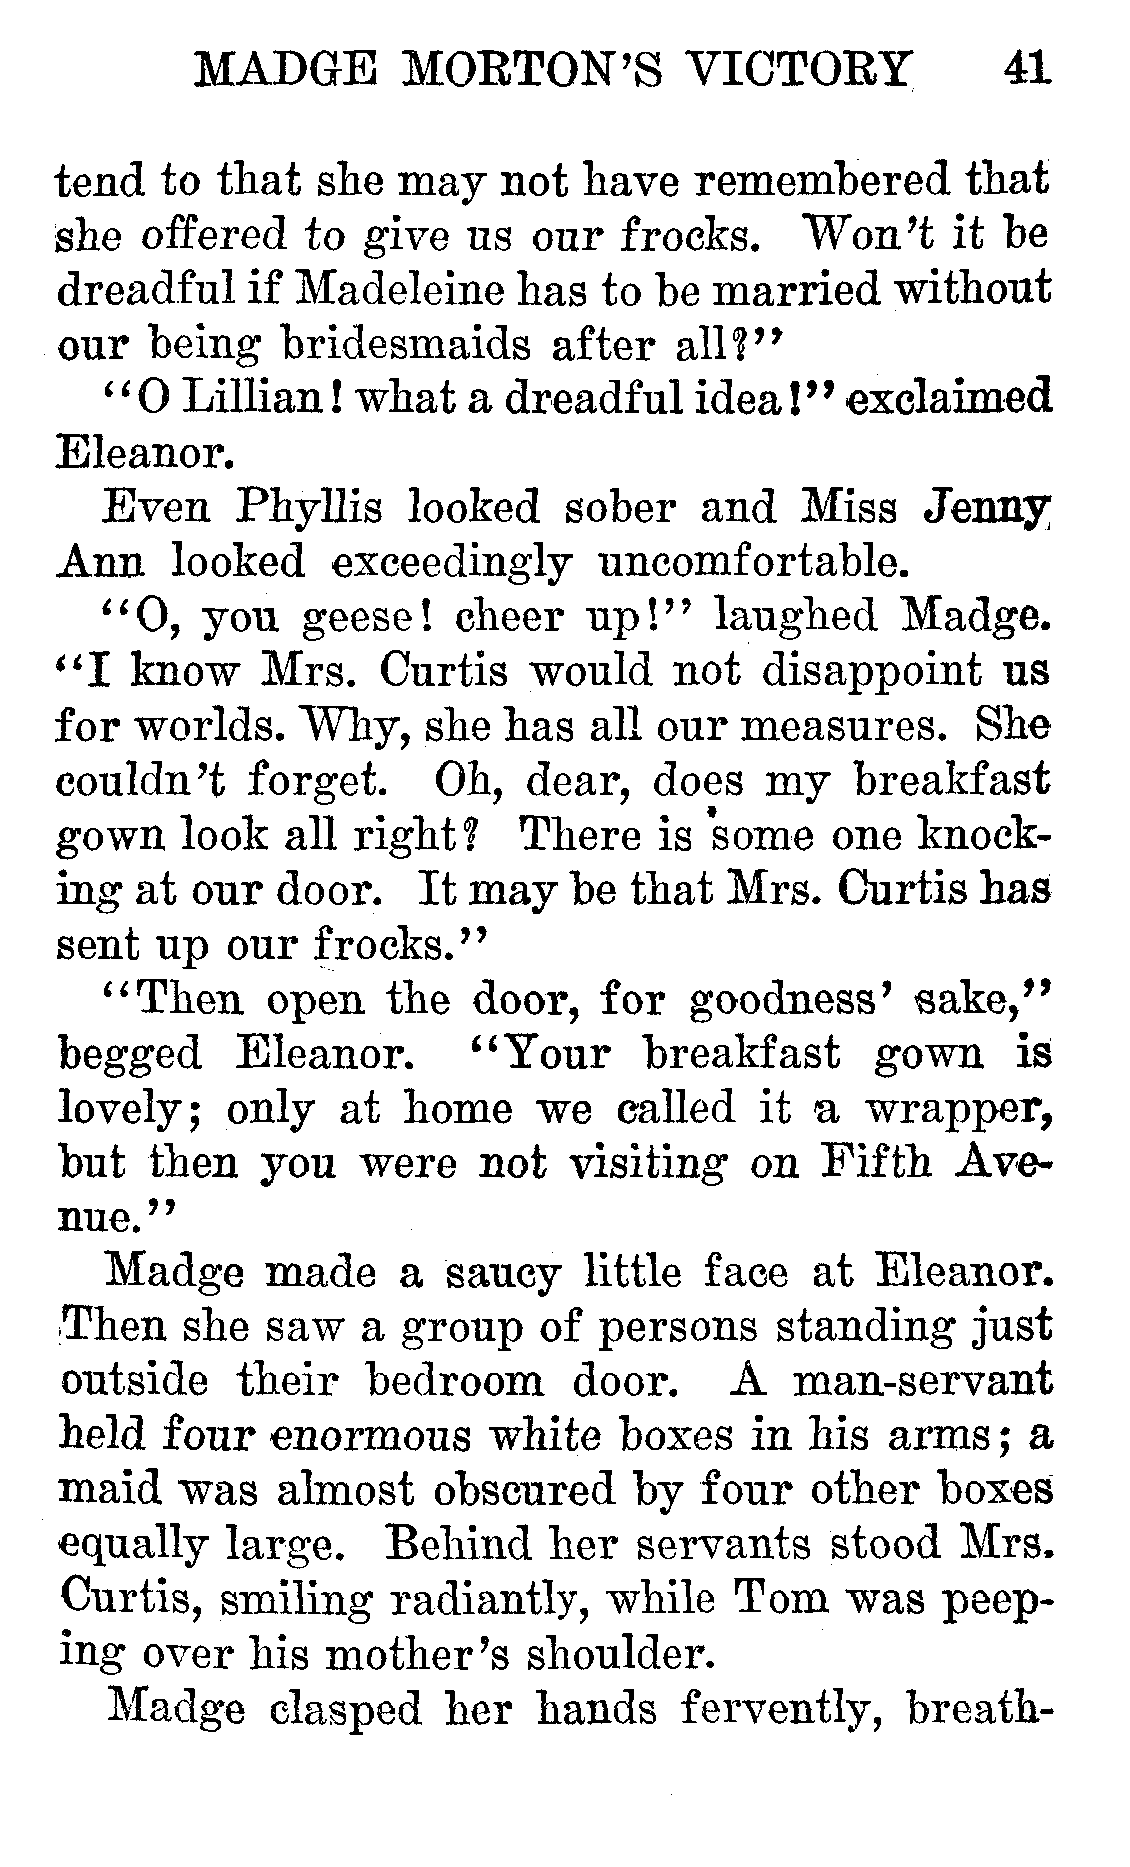 MADGE MORTON'S VICTORY 41
tend to that she may not have remembered that
she offered to give us our frocks. Won't it be
dreadful if Madeleine has to be married without
our being bridesmaids after all?"
"O Lillian! what a dreadful idea!" exclaimed
Eleanor.
Even Phyllis looked sober and Miss Jenny
Ann looked exceedingly uncomfortable.
"O, you geese! cheer up!" laughed Madge.
"I know Mrs. Curtis would not disappoint us
for worlds. Why, she has all our measures. She
couldn't forget. Oh, dear, does my breakfast
gown look all right? There is some one knock-
ing at our door. It may be that Mrs. Curtis has
sent up our frocks."
"Then open the door, for goodness' sake,"
begged Eleanor. "Your breakfast gown is
lovely; only at home we called it a wrapper,
but then you were not visiting on Fifth Ave-
nue."
Madge made a saucy little face at Eleanor.
Then she saw a group of persons standing just
outside their bedroom door. A man-servant
held four enormous white boxes in his arms; a
maid was almost obscured by four other boxes
equally large. Behind her servants stood Mrs.
Curtis, smiling radiantly, while Tom was peep-
ing over his mother's shoulder.
Madge clasped her hands fervently, breath-